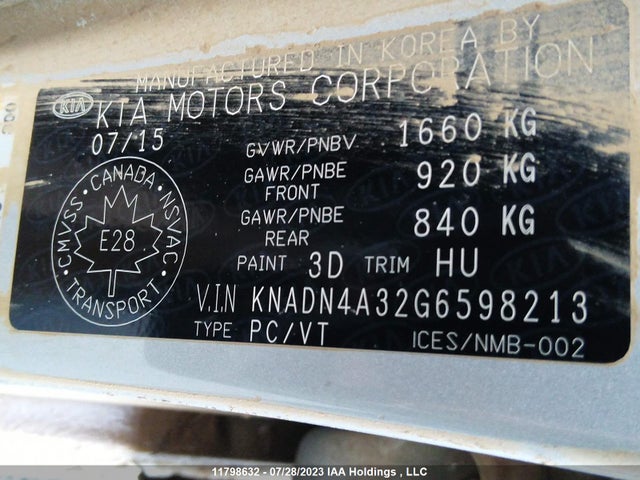 MANUFACTURED IN KOREA BY
KIA KIA MOTORS CORPORATION
07/15
GVWR/PNBV 1660 KG
GAWR/PNBE FRONT 920 KG
GAWR/PNBE REAR 840 KG
CANADA
CMVSS NSVAC
E28
TRANSPORT
PAINT 3D TRIM HU
V.I.N KNADN4A32G6598213
TYPE PC/VT
ICES/NMB-002
11798632 - 07/28/2023 IAA Holdings , LLC